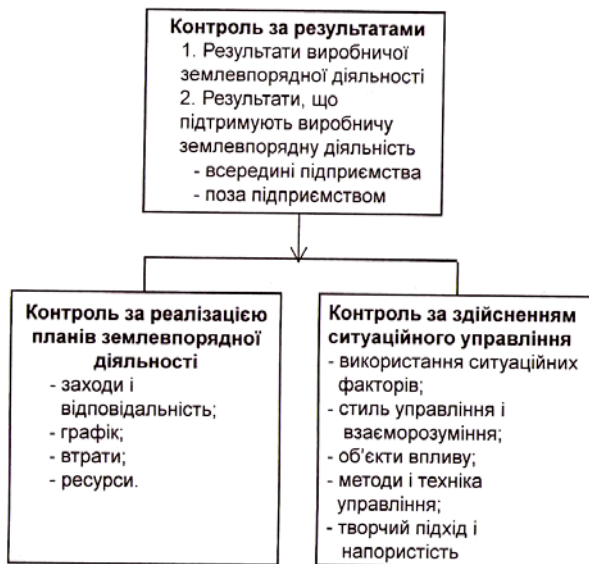 Контроль за результатами
1. Результати виробничої
землевпорядної діяльності
2. Результати, що
підтримують виробничу
землевпорядну діяльність
- всередині підприємства
- поза підприємством
Контроль за реалізацією
планів землевпорядної
діяльності
- заходи і
відповідальність;
- графік;
- втрати;
- ресурси.
Контроль за здійсненням
ситуаційного управління
- використання ситуаційних
факторів;
- стиль управління і
взаєморозуміння;
- об’єкти впливу;
- методи і техніка
управління;
- творчий підхід і
напористість